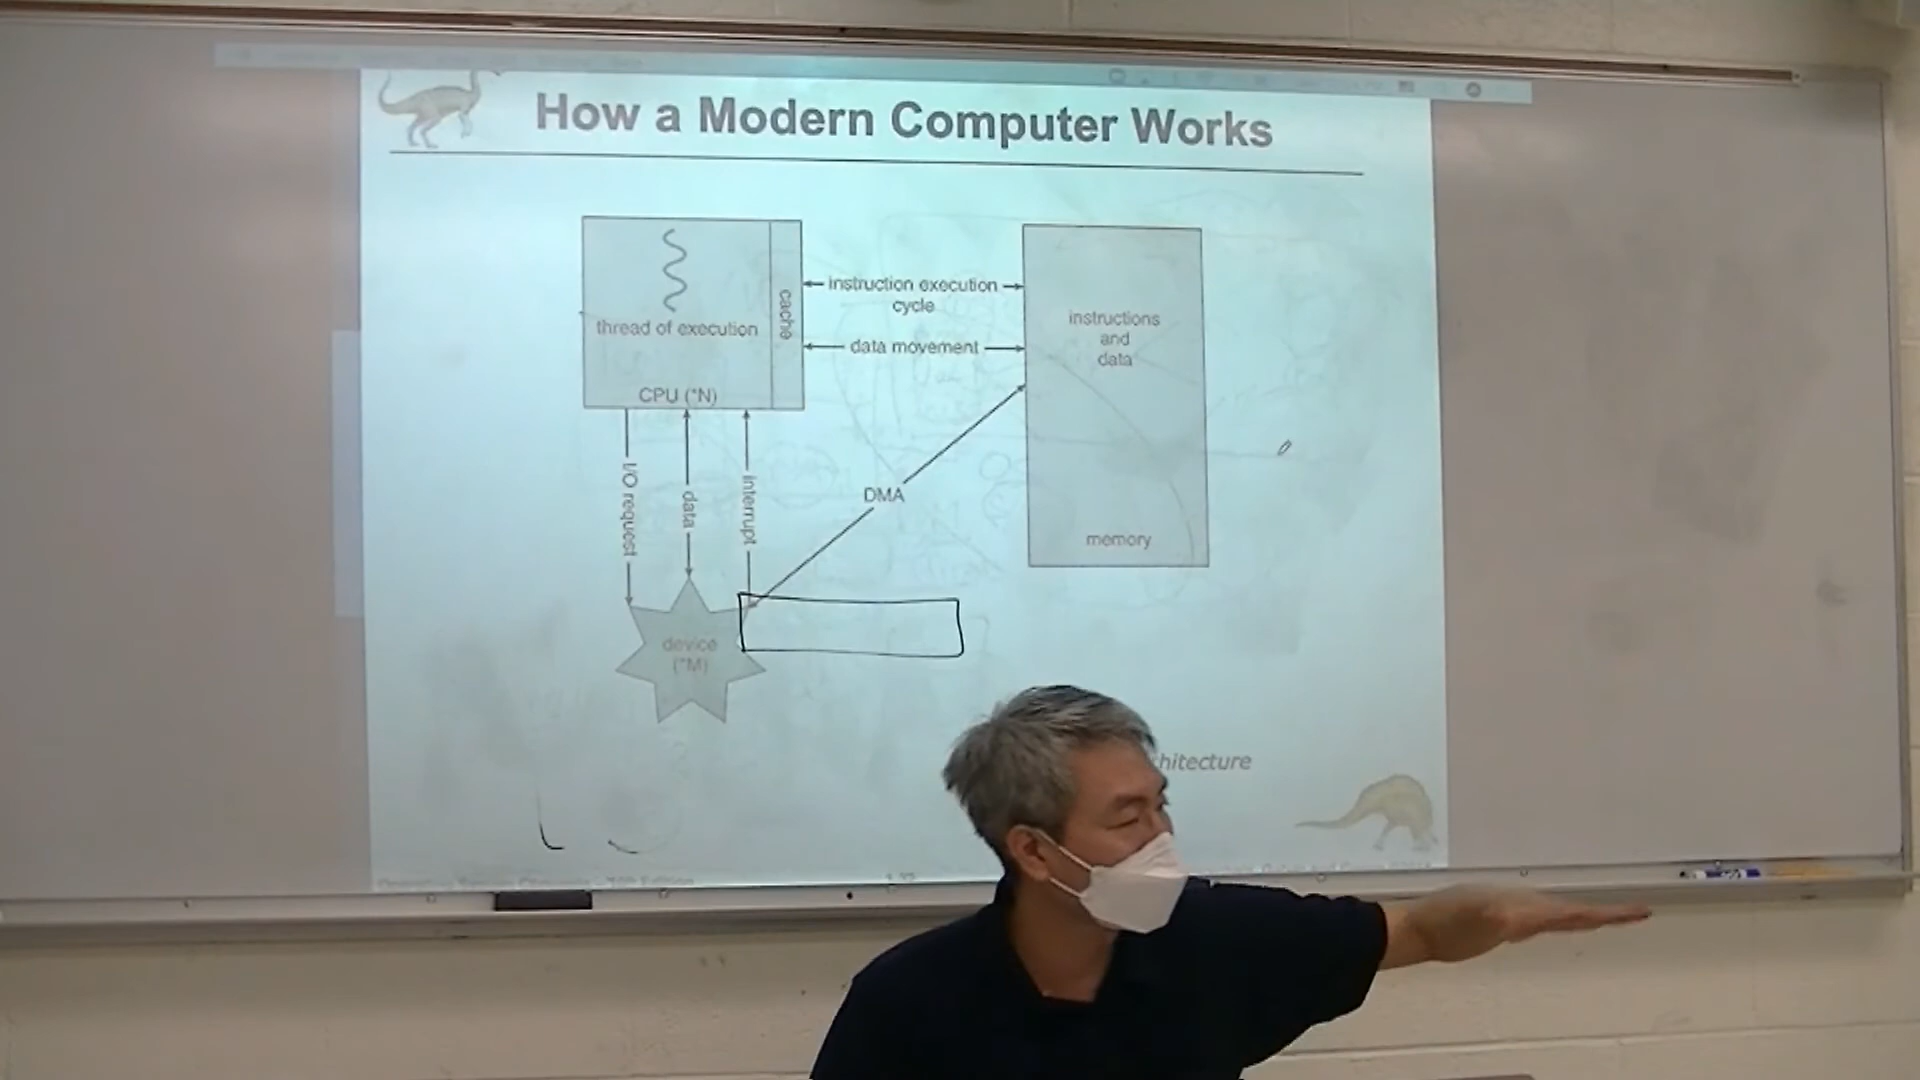 How a Modern Computer Works
thread of execution
cache
CPU (*N)
instruction execution
cycle
data movement
instructions
and
data
memory
I/O request
data
interrupt
DMA
device
(*M)
chitecture